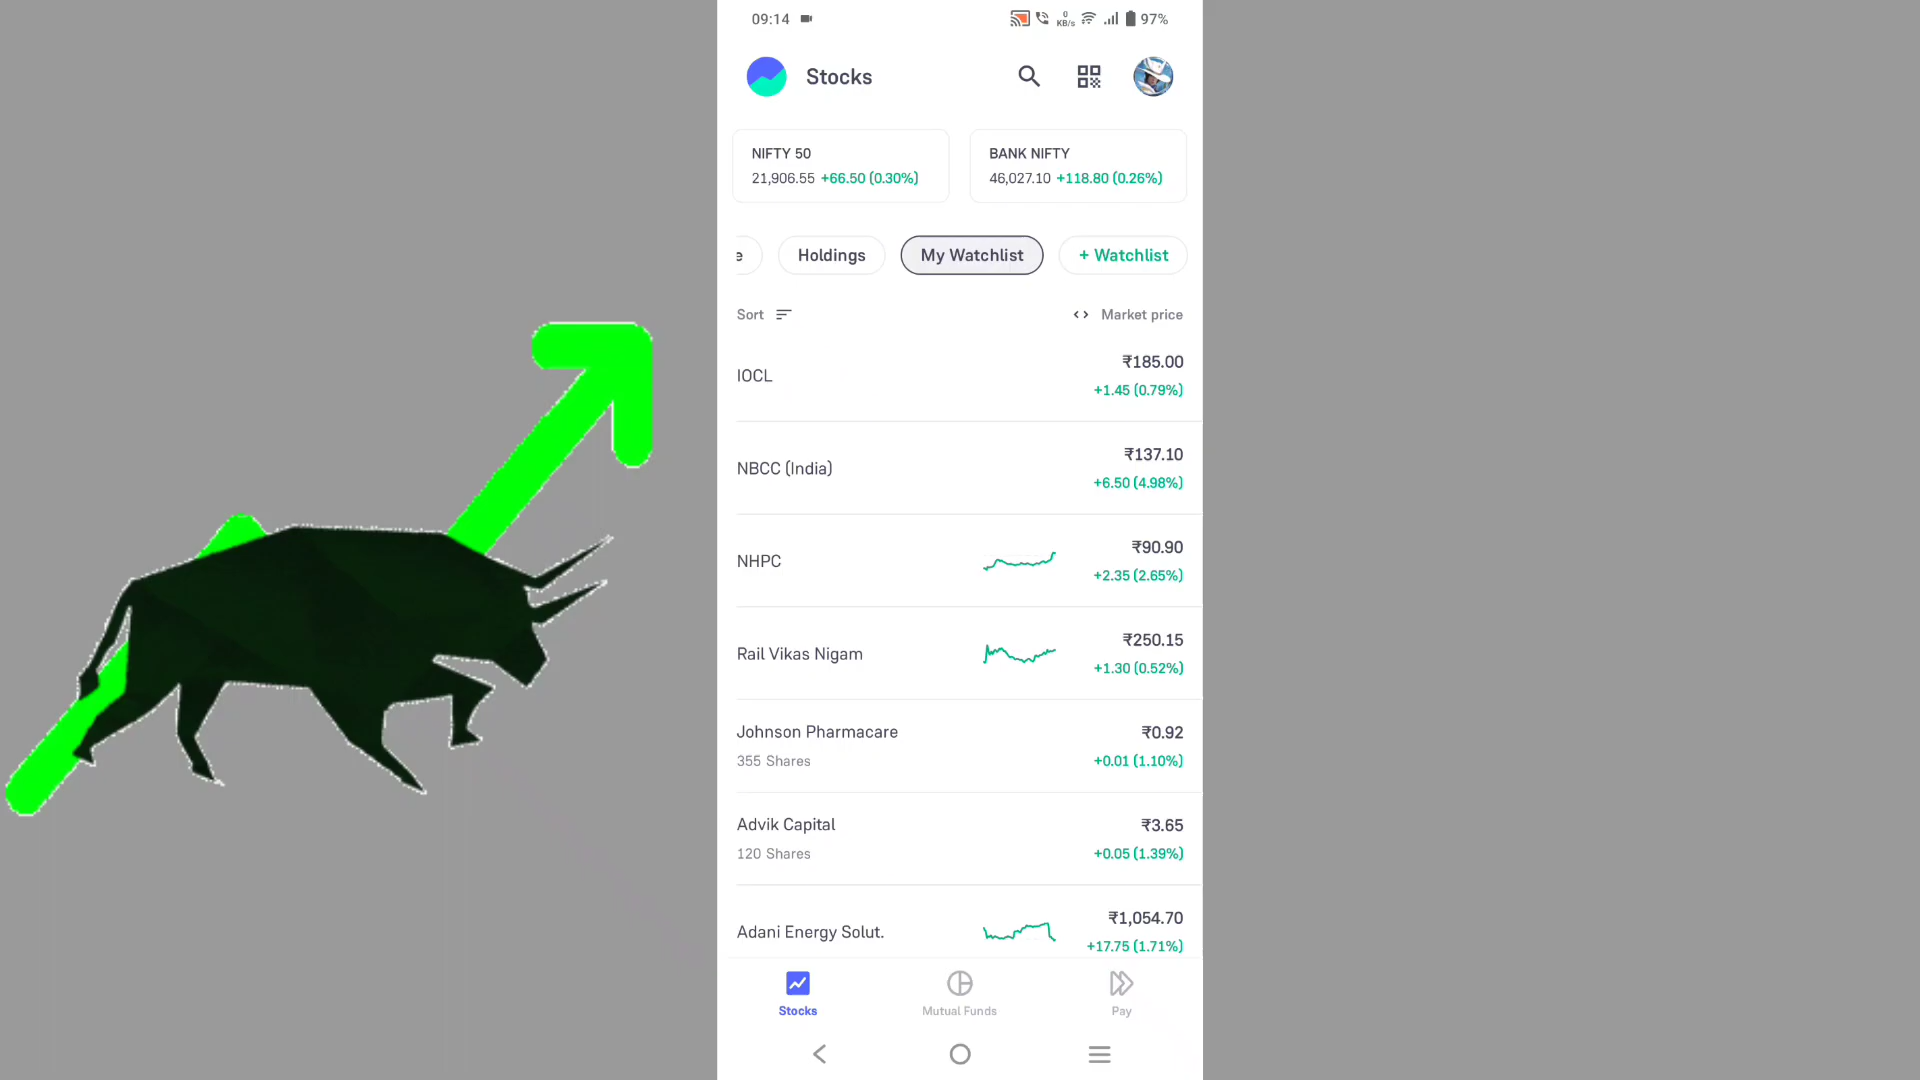 09:14
0 KB/s
97%
Stocks
NIFTY 50
21,906.55 +66.50 (0.30%)
BANK NIFTY
46,027.10 +118.80 (0.26%)
e
Holdings
My Watchlist
+ Watchlist
Sort
Market price
IOCL
₹185.00
+1.45 (0.79%)
NBCC (India)
₹137.10
+6.50 (4.98%)
NHPC
₹90.90
+2.35 (2.65%)
Rail Vikas Nigam
₹250.15
+1.30 (0.52%)
Johnson Pharmacare
355 Shares
₹0.92
+0.01 (1.10%)
Advik Capital
120 Shares
₹3.65
+0.05 (1.39%)
Adani Energy Solut.
₹1,054.70
+17.75 (1.71%)
Stocks
Mutual Funds
Pay